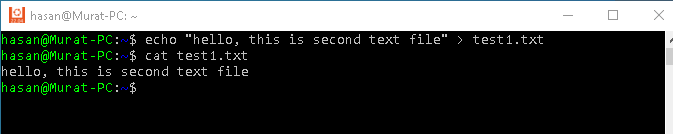 hasan@Murat-PC: ~
hasan@Murat-PC:~$ echo "hello, this is second text file" > test1.txt
hasan@Murat-PC:~$ cat test1.txt
hello, this is second text file
hasan@Murat-PC:~$